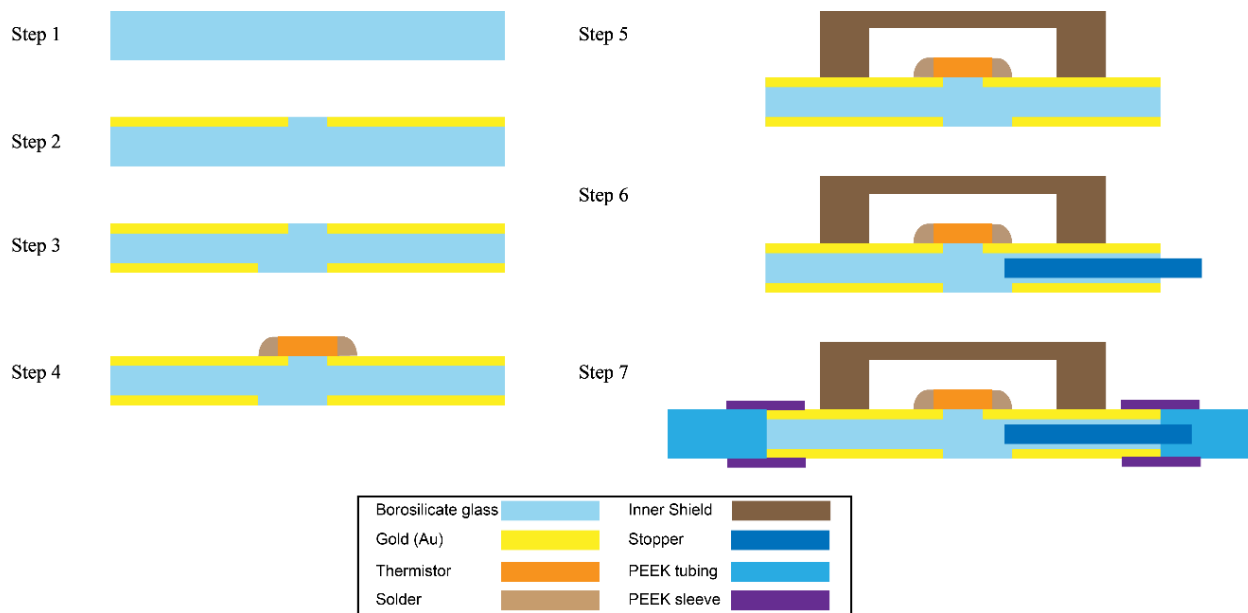 Step 1
Step 2
Step 3
Step 4
Step 5
Step 6
Step 7
Borosilicate glass
Gold (Au)
Thermistor
Solder
Inner Shield
Stopper
PEEK tubing
PEEK sleeve